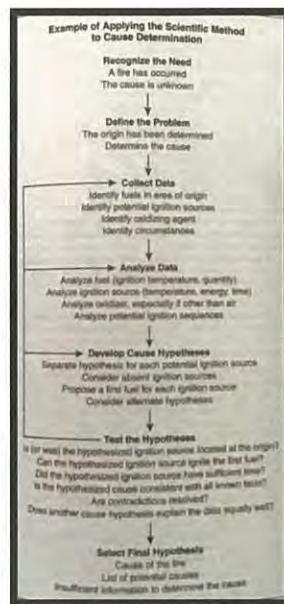 Example of Applying the Scientific Method
to Cause Determination
Recognize the Need
A fire has occurred
The cause is unknown
Define the Problem
The origin has been determined
Determine the cause
Collect Data
Identify fuels in area of origin
Identify potential ignition sources
Identify oxidizing agent
Identify circumstances
Analyze Data
Analyze fuel (ignition temperature, quantity)
Analyze ignition source (temperature, energy, time)
Analyze oxidizer, especially if other than air
Analyze potential ignition sequences
Develop Cause Hypotheses
Separate hypothesis for each potential ignition source
Consider absent ignition sources
Propose a first fuel for each ignition source
Consider alternate hypotheses
Test the Hypotheses
Is (or was) the hypothesized ignition source located at the origin?
Can the hypothesized ignition source ignite the first fuel?
Did the hypothesized ignition source have sufficient time?
Is the hypothesized cause consistent with all known facts?
Are contradictions resolved?
Does another cause hypothesis explain the data equally well?
Select Final Hypothesis
Cause of the fire
List of potential causes
Insufficient information to determine the cause